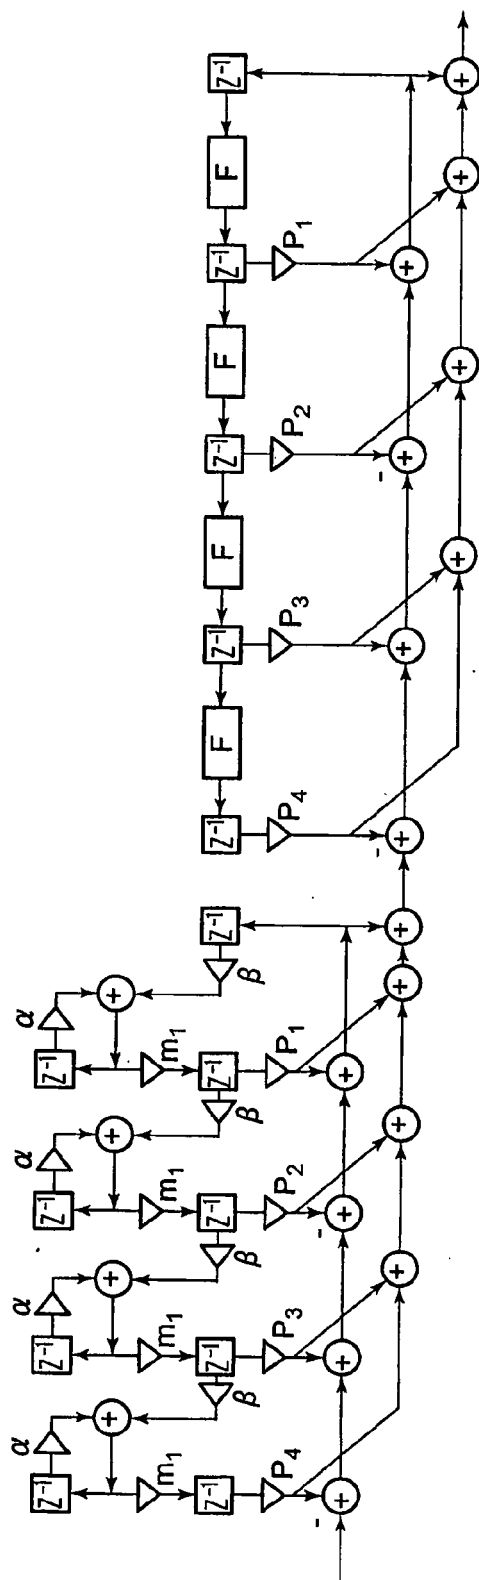 α α α α
Z⁻¹ Z⁻¹ Z⁻¹ Z⁻¹
+ + + +
m₁ m₁ m₁ m₁
Z⁻¹ Z⁻¹ Z⁻¹ Z⁻¹ Z⁻¹ Z⁻¹ F Z⁻¹ F Z⁻¹ F Z⁻¹ F Z⁻¹
β β β β
P₄ P₃ P₂ P₁ P₄ P₃ P₂ P₁
- - - -
+ + + + + + + +
+ + + + + + + +